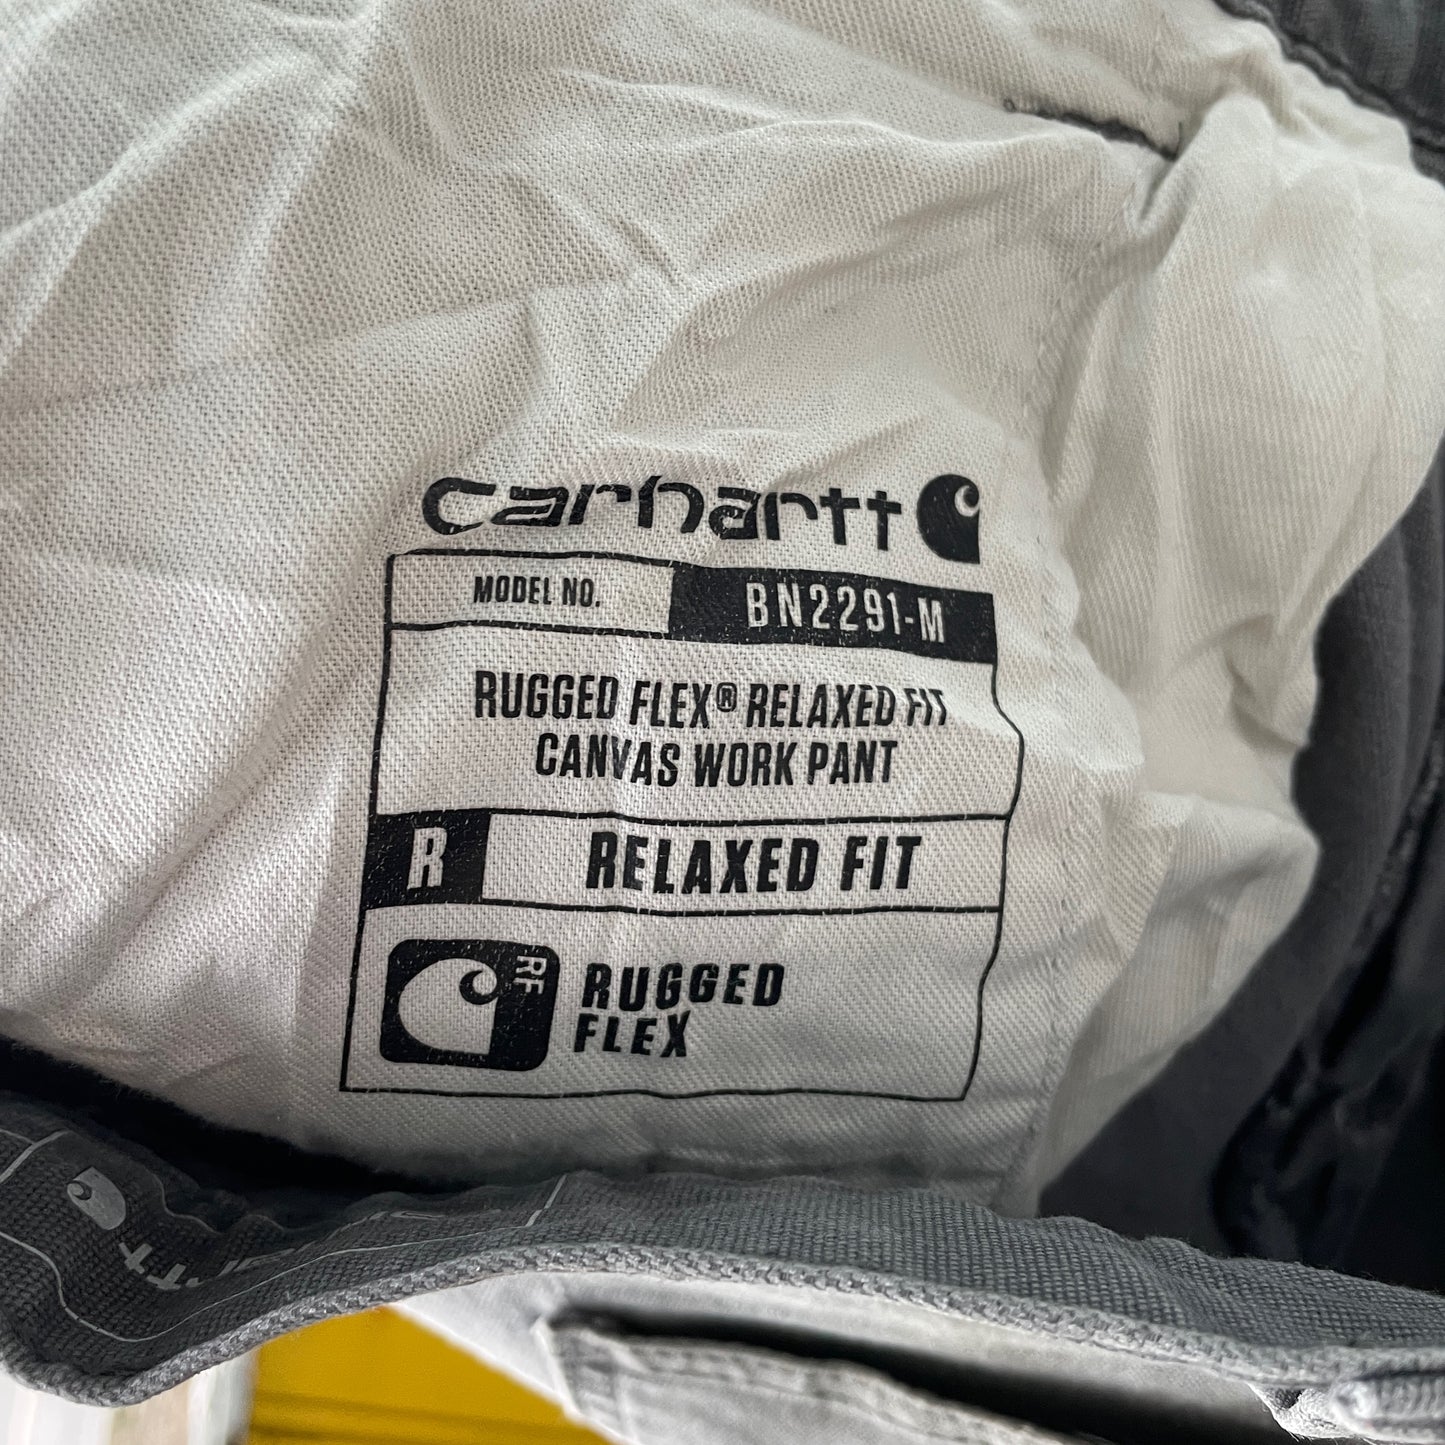 carhartt
MODEL NO. BN2291-M
RUGGED FLEX® RELAXED FIT
CANVAS WORK PANT
R RELAXED FIT
RF
RUGGED
FLEX